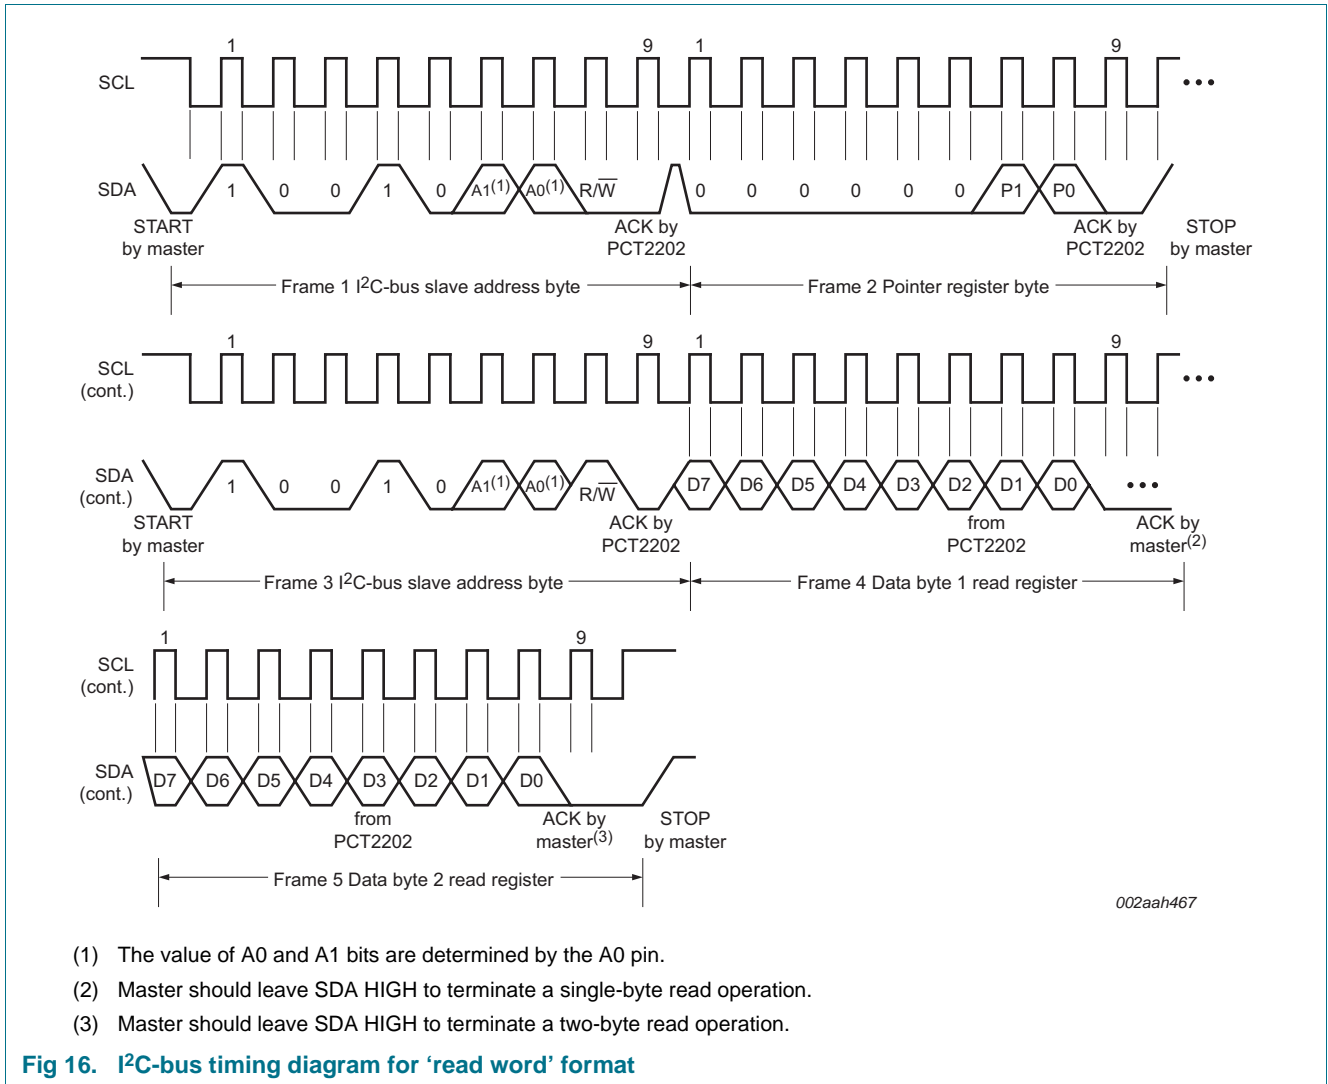 1 9 1 9
SCL •••
SDA 1 0 0 1 0 A1(1) A0(1) R/W̅ 0 0 0 0 0 0 P1 P0
START by master ACK by PCT2202 ACK by PCT2202 STOP by master
Frame 1 I2C-bus slave address byte Frame 2 Pointer register byte
1 9 1 9
SCL (cont.) •••
SDA (cont.) 1 0 0 1 0 A1(1) A0(1) R/W̅ D7 D6 D5 D4 D3 D2 D1 D0 •••
START by master ACK by PCT2202 from PCT2202 ACK by master(2)
Frame 3 I2C-bus slave address byte Frame 4 Data byte 1 read register
1 9
SCL (cont.)
SDA (cont.) D7 D6 D5 D4 D3 D2 D1 D0
from PCT2202 ACK by master(3) STOP by master
Frame 5 Data byte 2 read register
002aah467
(1) The value of A0 and A1 bits are determined by the A0 pin.
(2) Master should leave SDA HIGH to terminate a single-byte read operation.
(3) Master should leave SDA HIGH to terminate a two-byte read operation.
Fig 16. I2C-bus timing diagram for ‘read word’ format